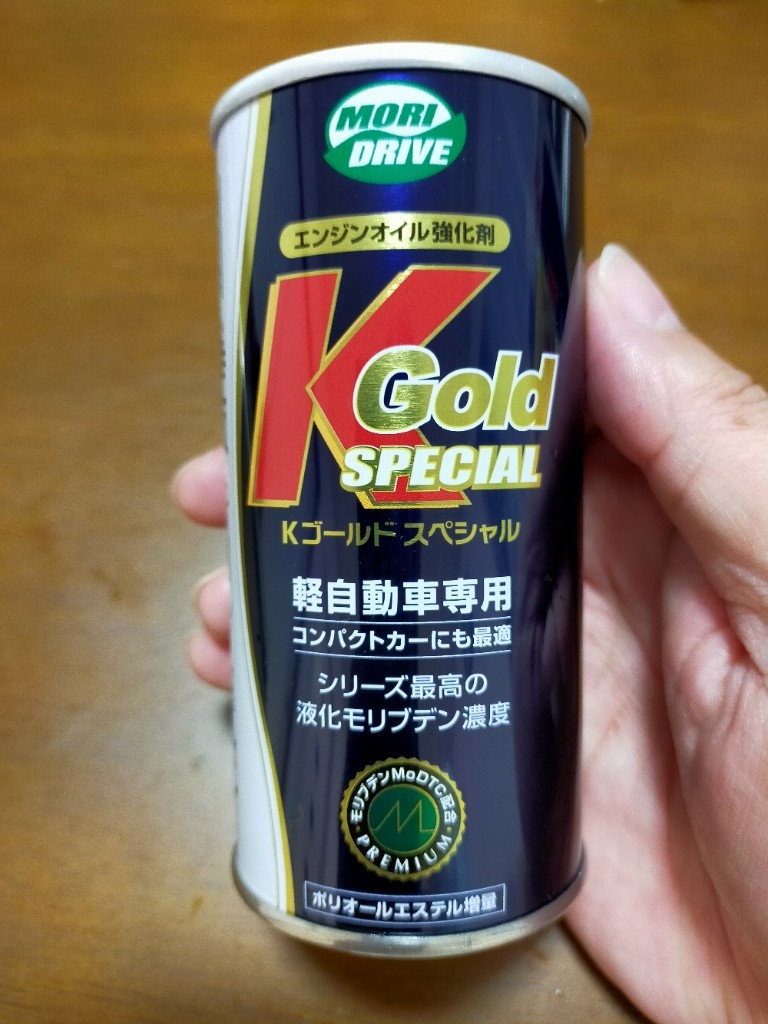 MORI
DRIVE
エンジンオイル強化剤
K
Gold
SPECIAL
Kゴールド スペシャル
軽自動車専用
コンパクトカーにも最適
シリーズ最高の
液化モリブデン濃度
モリブデンMoDTC配合
PREMIUM
ポリオールエステル増量